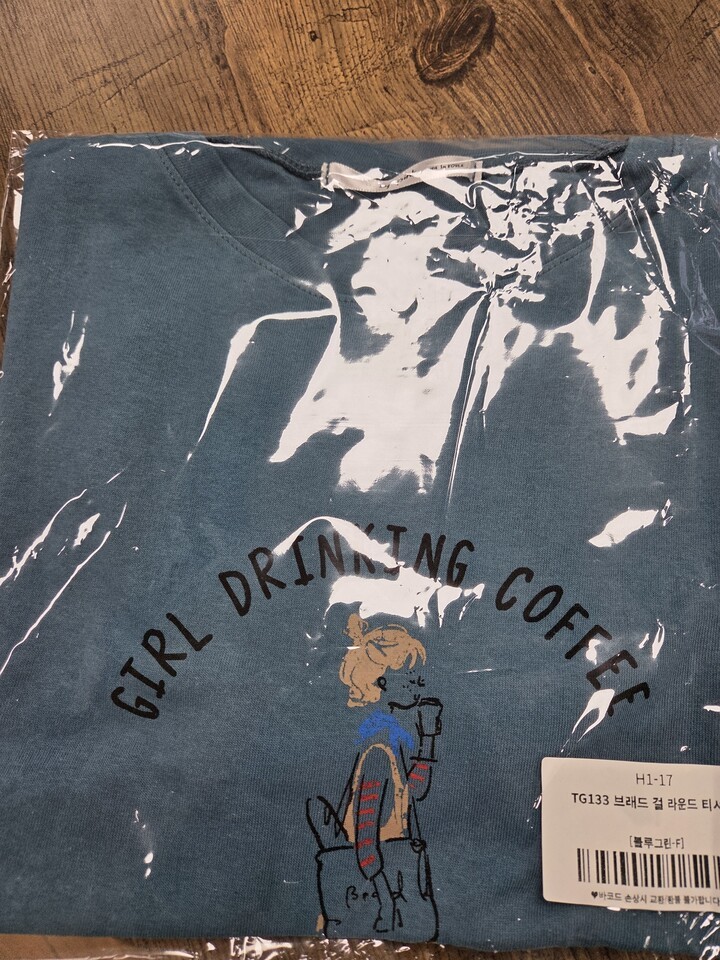 GIRL DRINKING COFFEE
Bread
H1-17
TG133 브래드 걸 라운드 티셔
[블루그린-F]
♥바코드 손상시 교환/환불 불가합니다